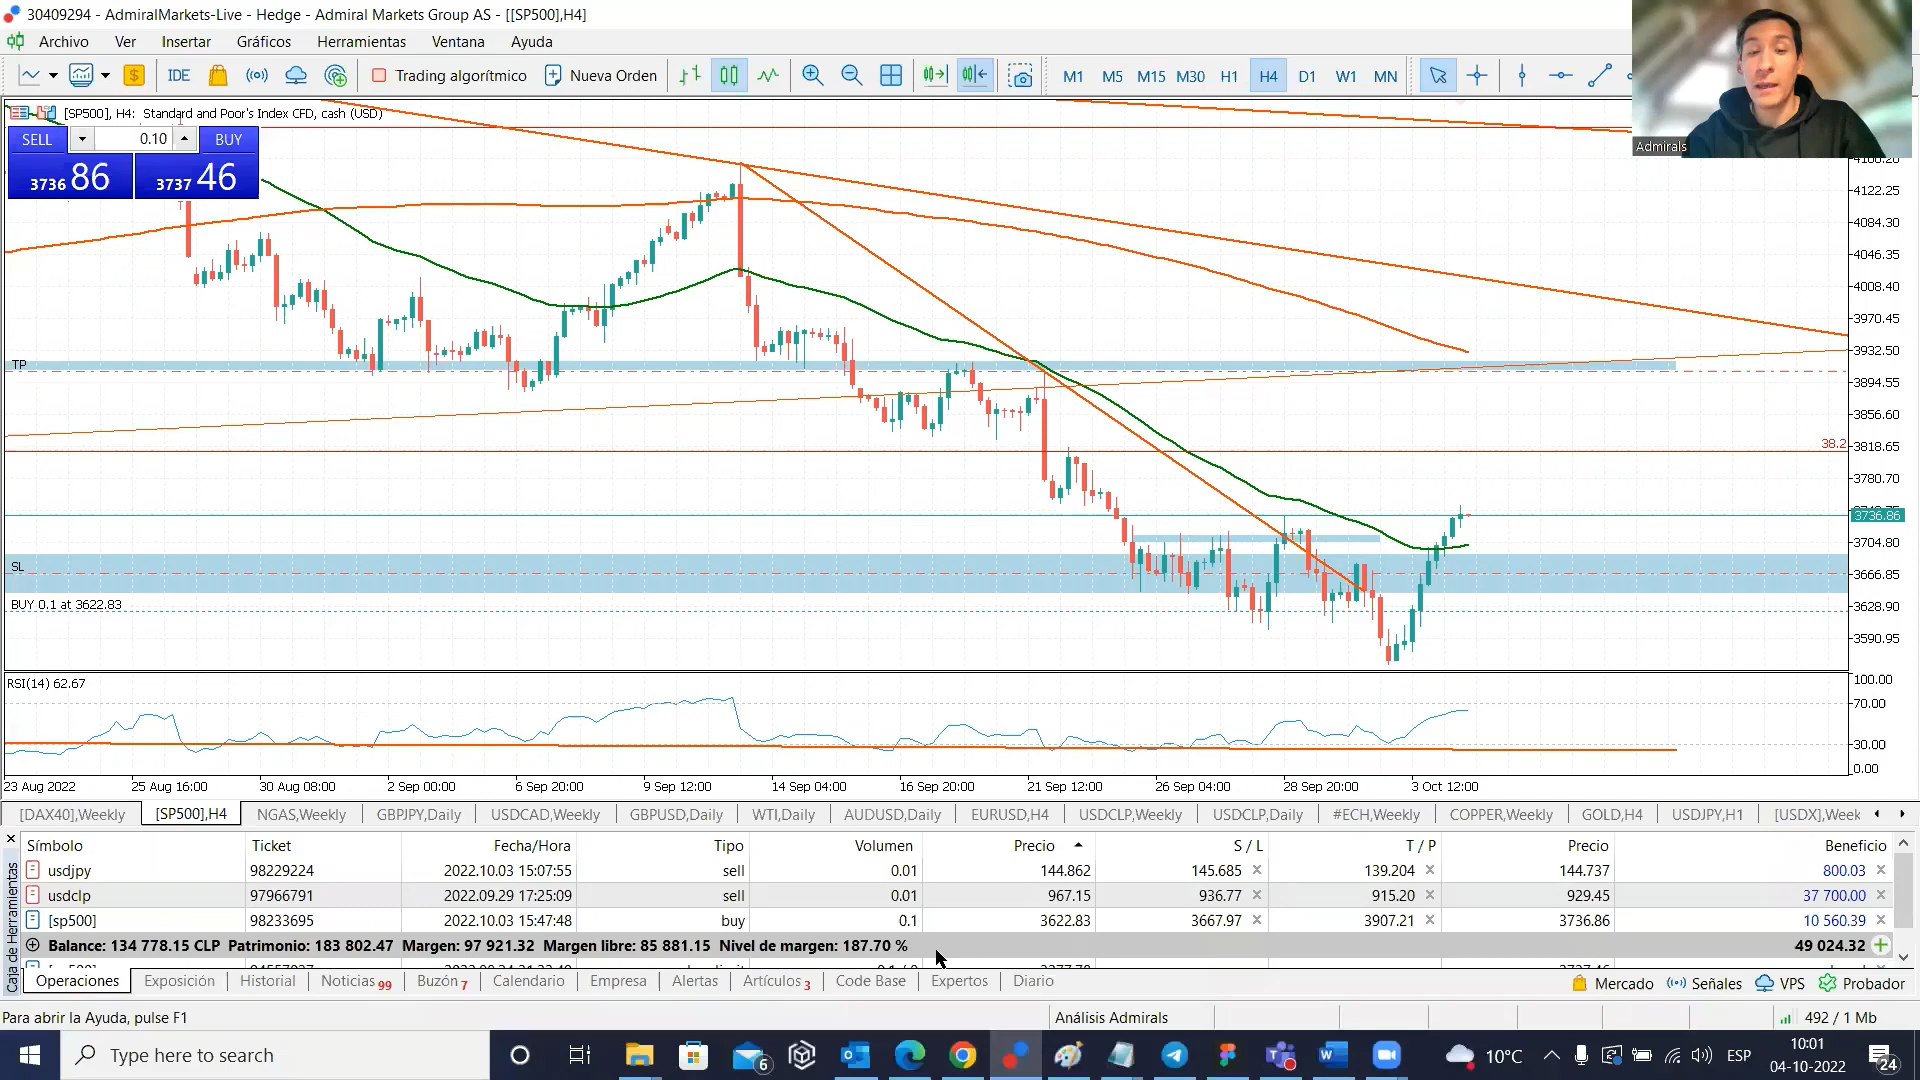 30409294 - AdmiralMarkets-Live - Hedge - Admiral Markets Group AS - [[SP500],H4]
Archivo Ver Insertar Gráficos Herramientas Ventana Ayuda
IDE Trading algorítmico Nueva Orden M1 M5 M15 M30 H1 H4 D1 W1 MN
Admirals
[SP500], H4: Standard and Poor's Index CFD, cash (USD)
SELL 0.10 BUY
3736 86 3737 46
4122.25
4084.30
4046.35
4008.40
3970.45
3932.50
TP
3894.55
3856.60
38.2
3818.65
3780.70
3736.86
3704.80
SL
3666.85
BUY 0.1 at 3622.83
3628.90
3590.95
RSI(14) 62.67
100.00
70.00
30.00
0.00
23 Aug 2022 25 Aug 16:00 30 Aug 08:00 2 Sep 00:00 6 Sep 20:00 9 Sep 12:00 14 Sep 04:00 16 Sep 20:00 21 Sep 12:00 26 Sep 04:00 28 Sep 20:00 3 Oct 12:00
[DAX40],Weekly [SP500],H4 NGAS,Weekly GBPJPY,Daily USDCAD,Weekly GBPUSD,Daily WTI,Daily AUDUSD,Daily EURUSD,H4 USDCLP,Weekly USDCLP,Daily #ECH,Weekly COPPER,Weekly GOLD,H4 USDJPY,H1 [USDX],Week
Caja de Herramientas
Símbolo Ticket Fecha/Hora Tipo Volumen Precio S / L T / P Precio Beneficio
usdjpy 98229224 2022.10.03 15:07:55 sell 0.01 144.862 145.685 139.204 144.737 800.03
usdclp 97966791 2022.09.29 17:25:09 sell 0.01 967.15 936.77 915.20 929.45 37 700.00
[sp500] 98233695 2022.10.03 15:47:48 buy 0.1 3622.83 3667.97 3907.21 3736.86 10 560.39
Balance: 134 778.15 CLP Patrimonio: 183 802.47 Margen: 97 921.32 Margen libre: 85 881.15 Nivel de margen: 187.70 % 49 024.32
Operaciones Exposición Historial Noticias 99 Buzón 7 Calendario Empresa Alertas Artículos 3 Code Base Expertos Diario Mercado Señales VPS Probador
Para abrir la Ayuda, pulse F1 Análisis Admirals 492 / 1 Mb
Type here to search 6 10°C ESP 10:01
04-10-2022 24